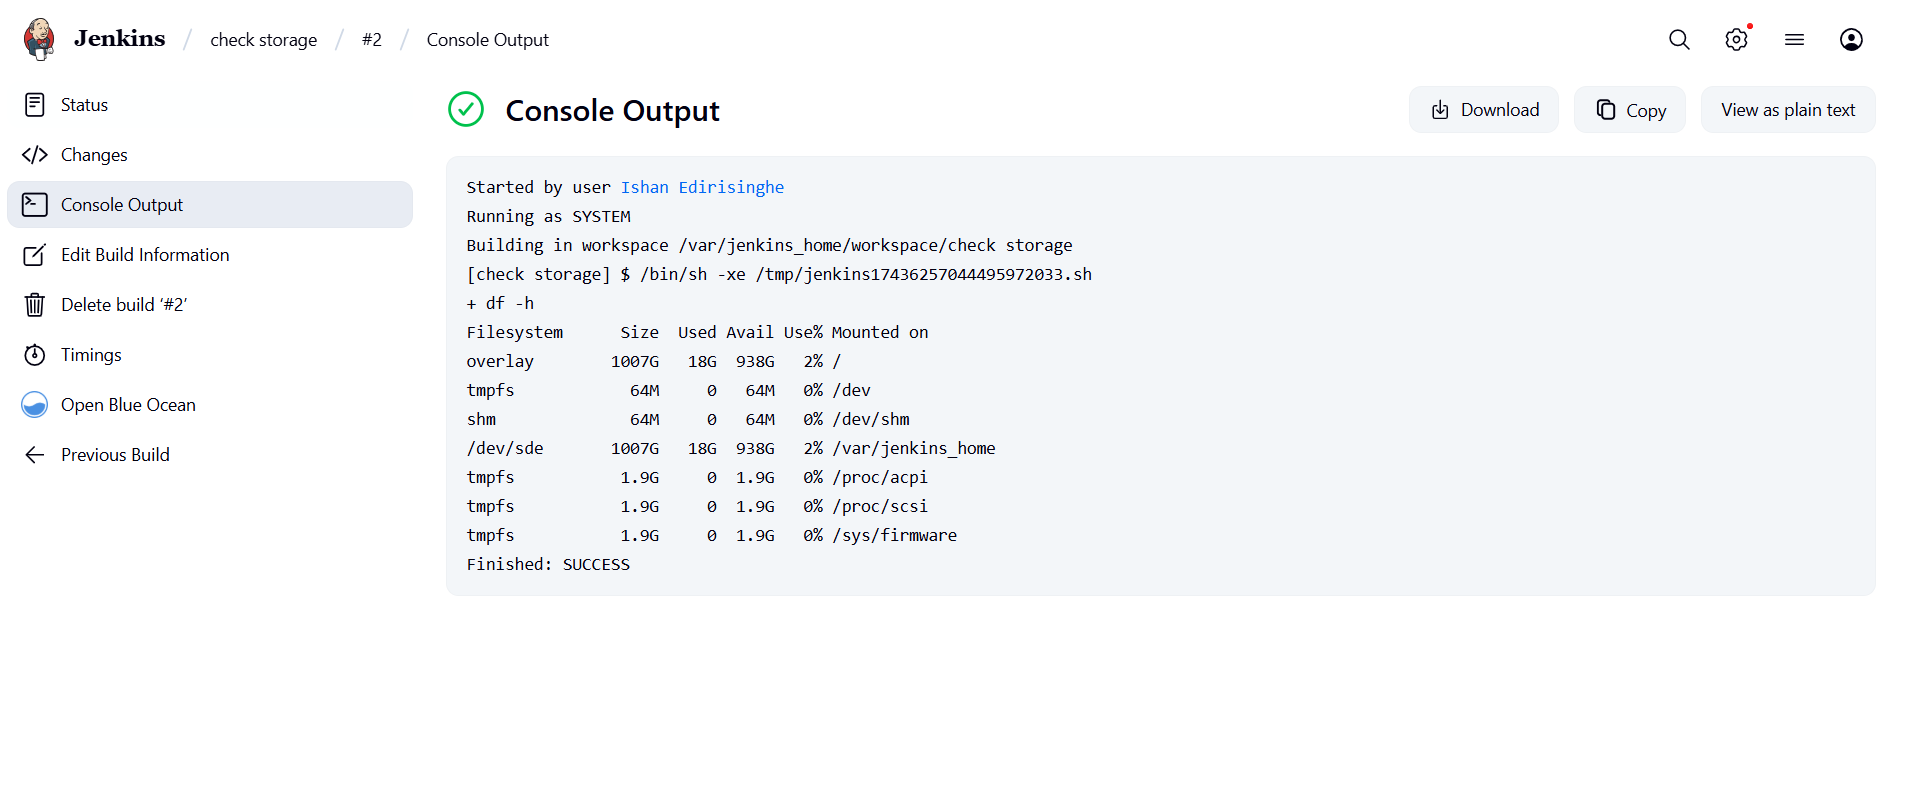 Jenkins / check storage / #2 / Console Output
Status
Changes
Console Output
Edit Build Information
Delete build ‘#2’
Timings
Open Blue Ocean
Previous Build
Console Output
Download
Copy
View as plain text
Started by user Ishan Edirisinghe
Running as SYSTEM
Building in workspace /var/jenkins_home/workspace/check storage
[check storage] $ /bin/sh -xe /tmp/jenkins17436257044495972033.sh
+ df -h
Filesystem      Size  Used Avail Use% Mounted on
overlay        1007G   18G  938G   2% /
tmpfs            64M     0   64M   0% /dev
shm              64M     0   64M   0% /dev/shm
/dev/sde       1007G   18G  938G   2% /var/jenkins_home
tmpfs           1.9G     0  1.9G   0% /proc/acpi
tmpfs           1.9G     0  1.9G   0% /proc/scsi
tmpfs           1.9G     0  1.9G   0% /sys/firmware
Finished: SUCCESS